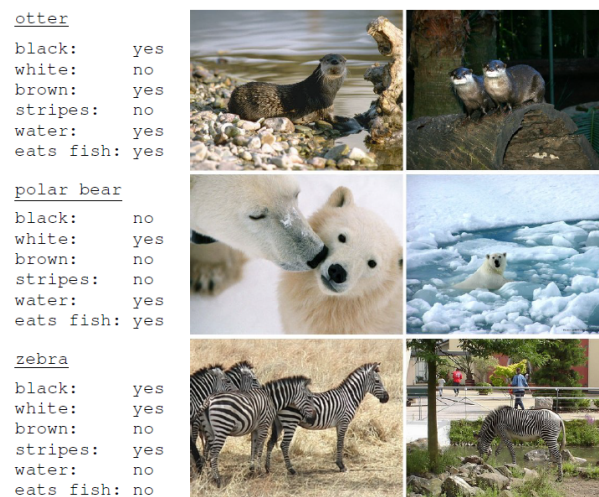 otter
black: yes
white: no
brown: yes
stripes: no
water: yes
eats fish: yes
polar bear
black: no
white: yes
brown: no
stripes: no
water: yes
eats fish: yes
zebra
black: yes
white: yes
brown: no
stripes: yes
water: no
eats fish: no